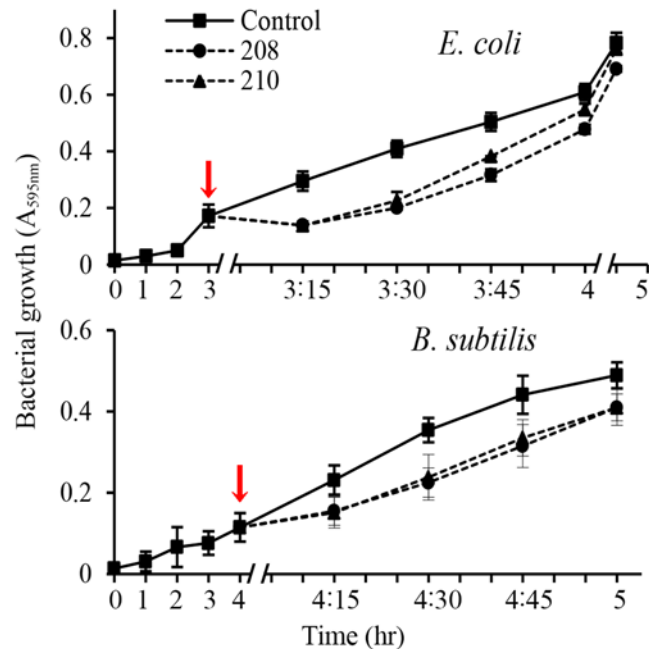 Control
208
210
E. coli
0.8
0.6
0.4
0.2
0
0 1 2 3 3:15 3:30 3:45 4 5
Bacterial growth (A595nm)
B. subtilis
0.6
0.4
0.2
0
0 1 2 3 4 4:15 4:30 4:45 5
Time (hr)